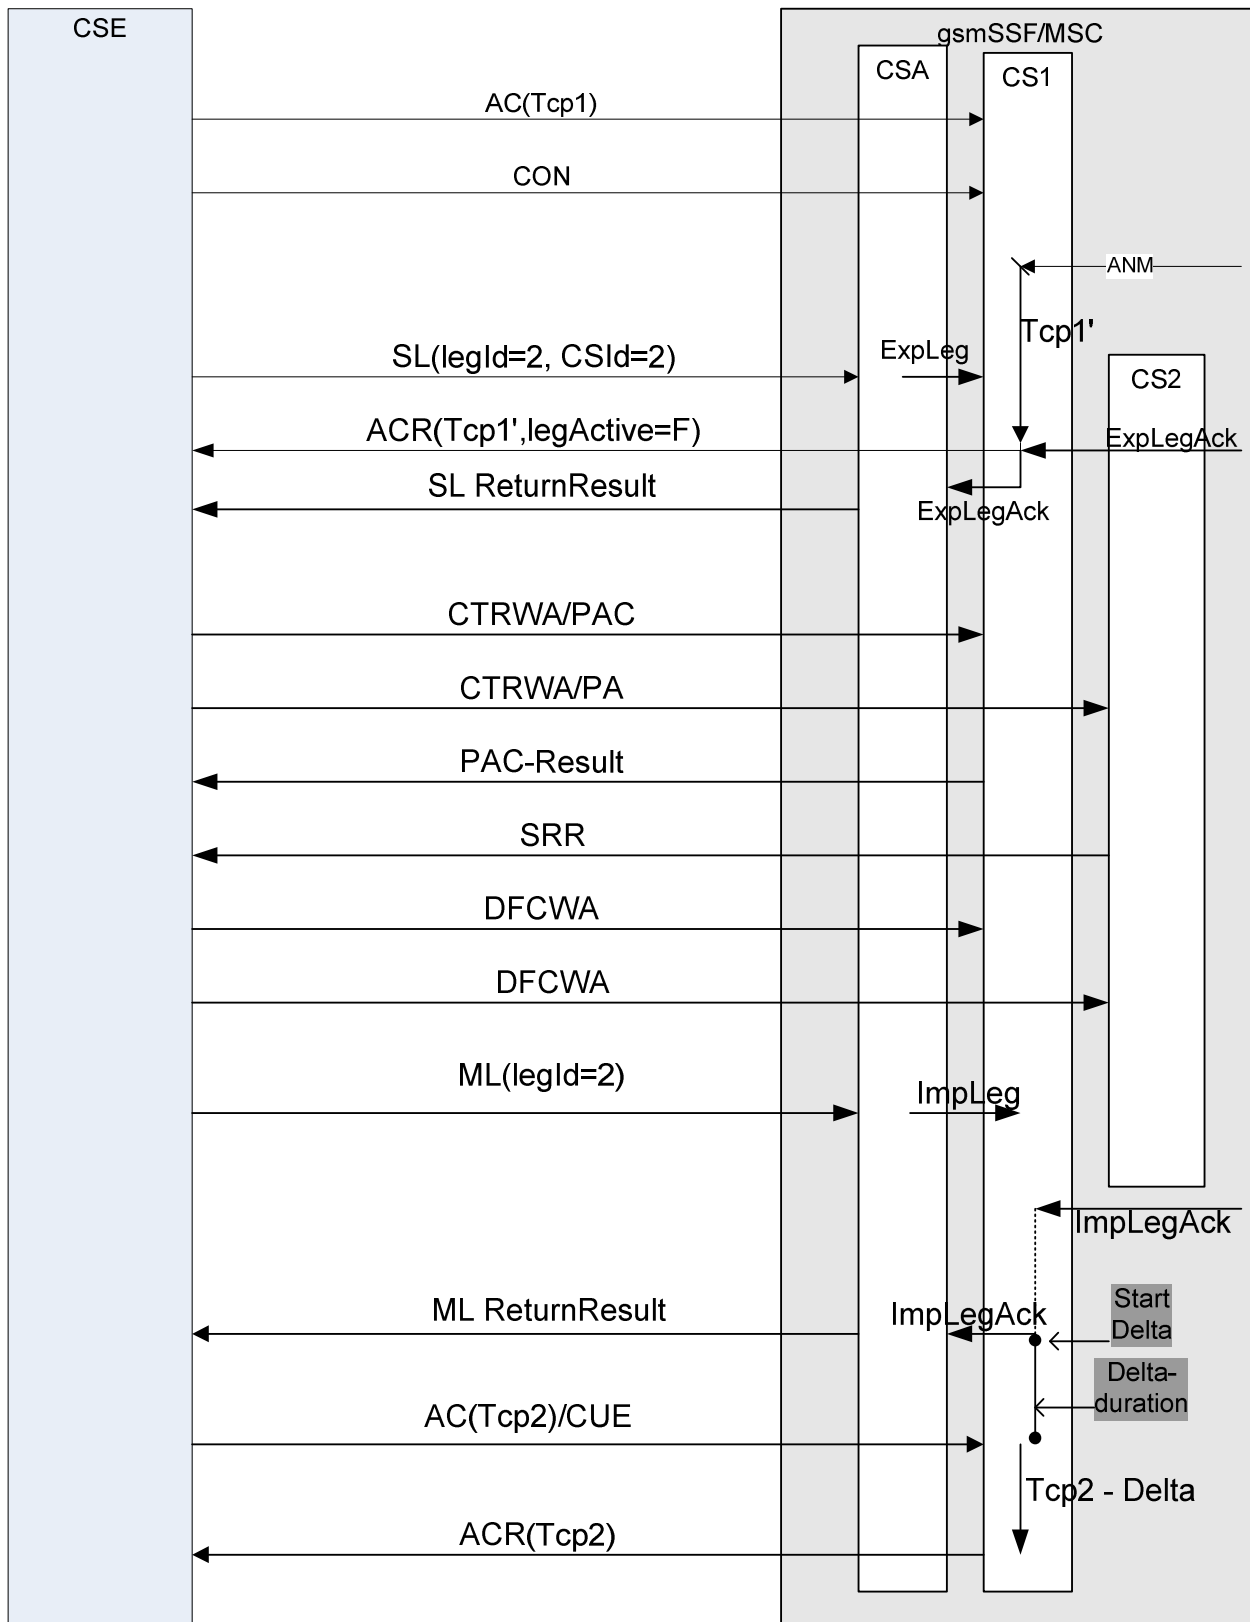 CSE
gsmSSF/MSC
CSA
CS1
AC(Tcp1)
CON
ANM
Tcp1'
SL(legId=2, CSId=2)
ExpLeg
CS2
ACR(Tcp1',legActive=F)
ExpLegAck
SL ReturnResult
ExpLegAck
CTRWA/PAC
CTRWA/PA
PAC-Result
SRR
DFCWA
DFCWA
ML(legId=2)
ImpLeg
ImpLegAck
ML ReturnResult
ImpLegAck
Start
Delta
Delta-
duration
AC(Tcp2)/CUE
Tcp2 - Delta
ACR(Tcp2)